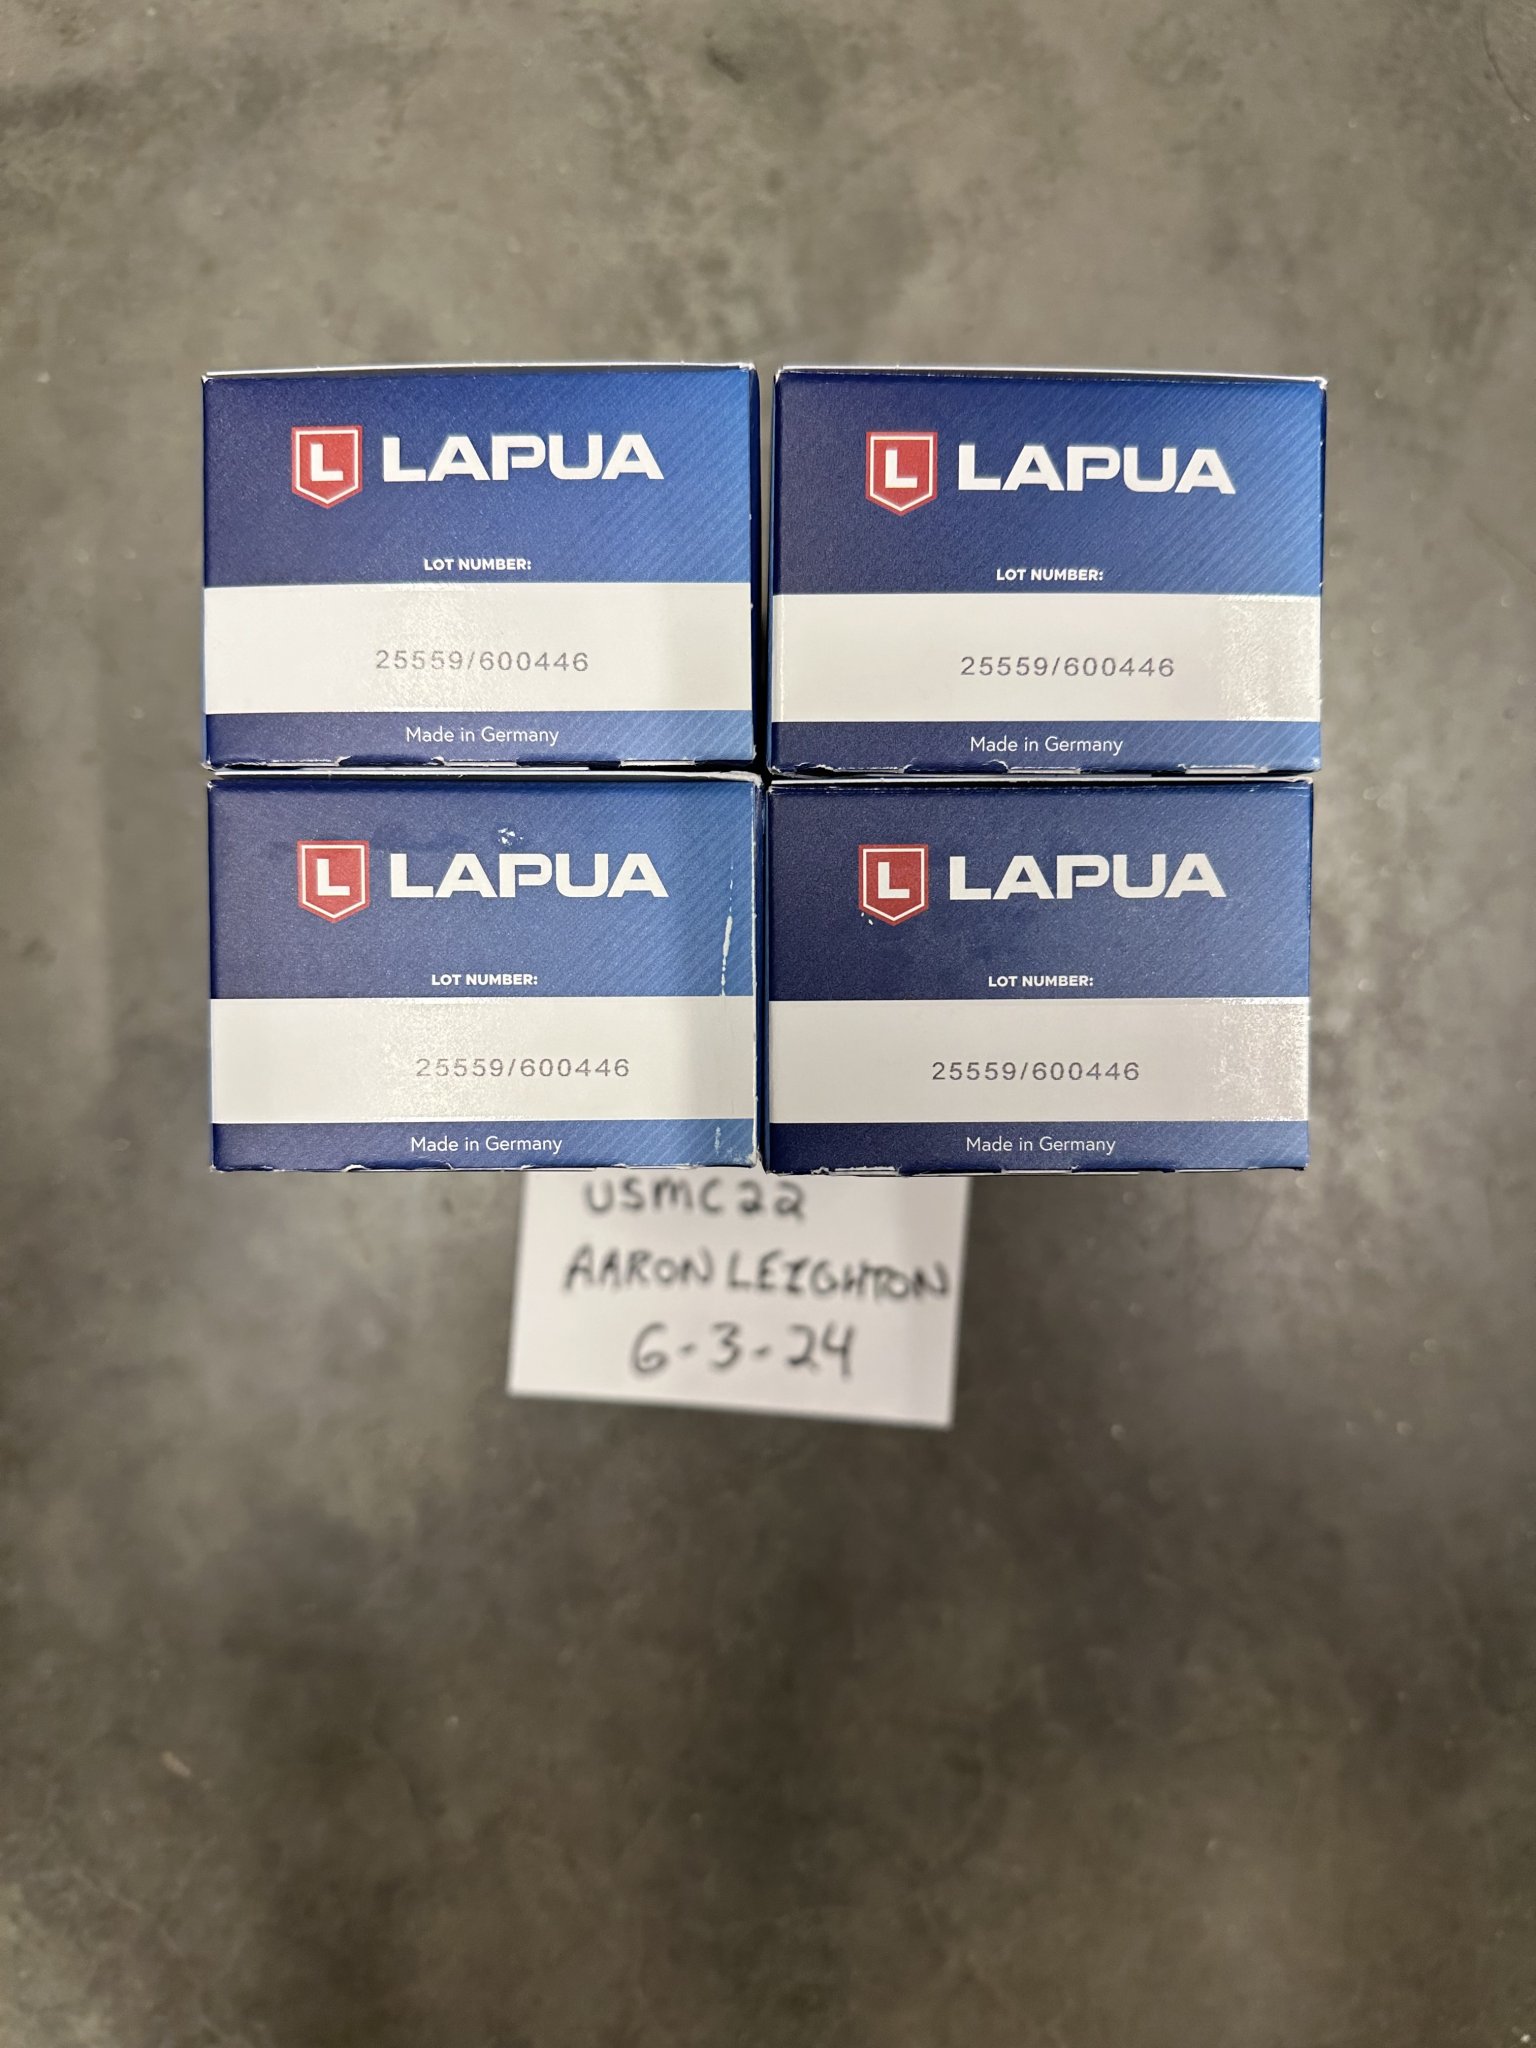 L LAPUA
LOT NUMBER:
25559/600446
Made in Germany
L LAPUA
LOT NUMBER:
25559/600446
Made in Germany
L LAPUA
LOT NUMBER:
25559/600446
Made in Germany
L LAPUA
LOT NUMBER:
25559/600446
Made in Germany
USMC22
AARON LEIGHTON
6-3-24